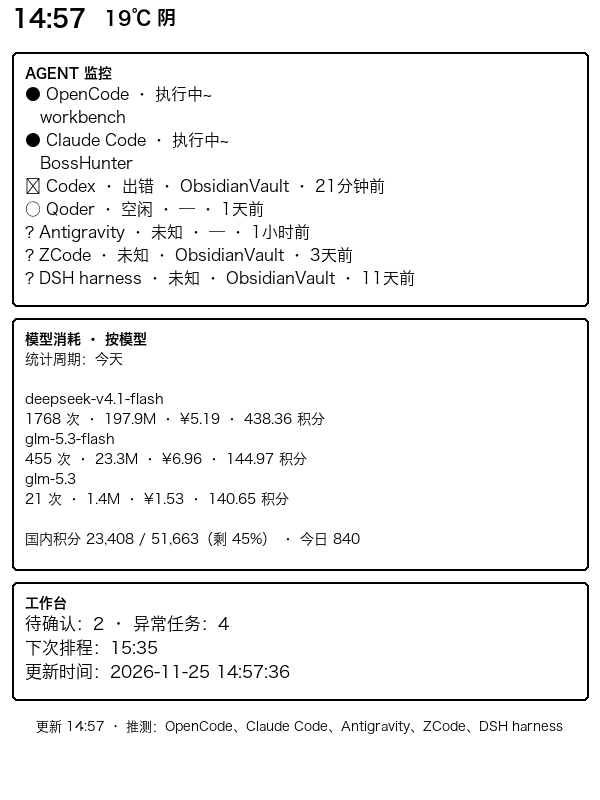 14:57 19℃ 阴
AGENT 监控
● OpenCode · 执行中~
workbench
● Claude Code · 执行中~
BossHunter
☒ Codex · 出错 · ObsidianVault · 21分钟前
○ Qoder · 空闲 · — · 1天前
? Antigravity · 未知 · — · 1小时前
? ZCode · 未知 · ObsidianVault · 3天前
? DSH harness · 未知 · ObsidianVault · 11天前
模型消耗 · 按模型
统计周期：今天
deepseek-v4.1-flash
1768 次 · 197.9M · ¥5.19 · 438.36 积分
glm-5.3-flash
455 次 · 23.3M · ¥6.96 · 144.97 积分
glm-5.3
21 次 · 1.4M · ¥1.53 · 140.65 积分
国内积分 23,408 / 51,663（剩 45%） · 今日 840
工作台
待确认：2 · 异常任务：4
下次排程：15:35
更新时间：2026-11-25 14:57:36
更新 14:57 · 推测：OpenCode、Claude Code、Antigravity、ZCode、DSH harness